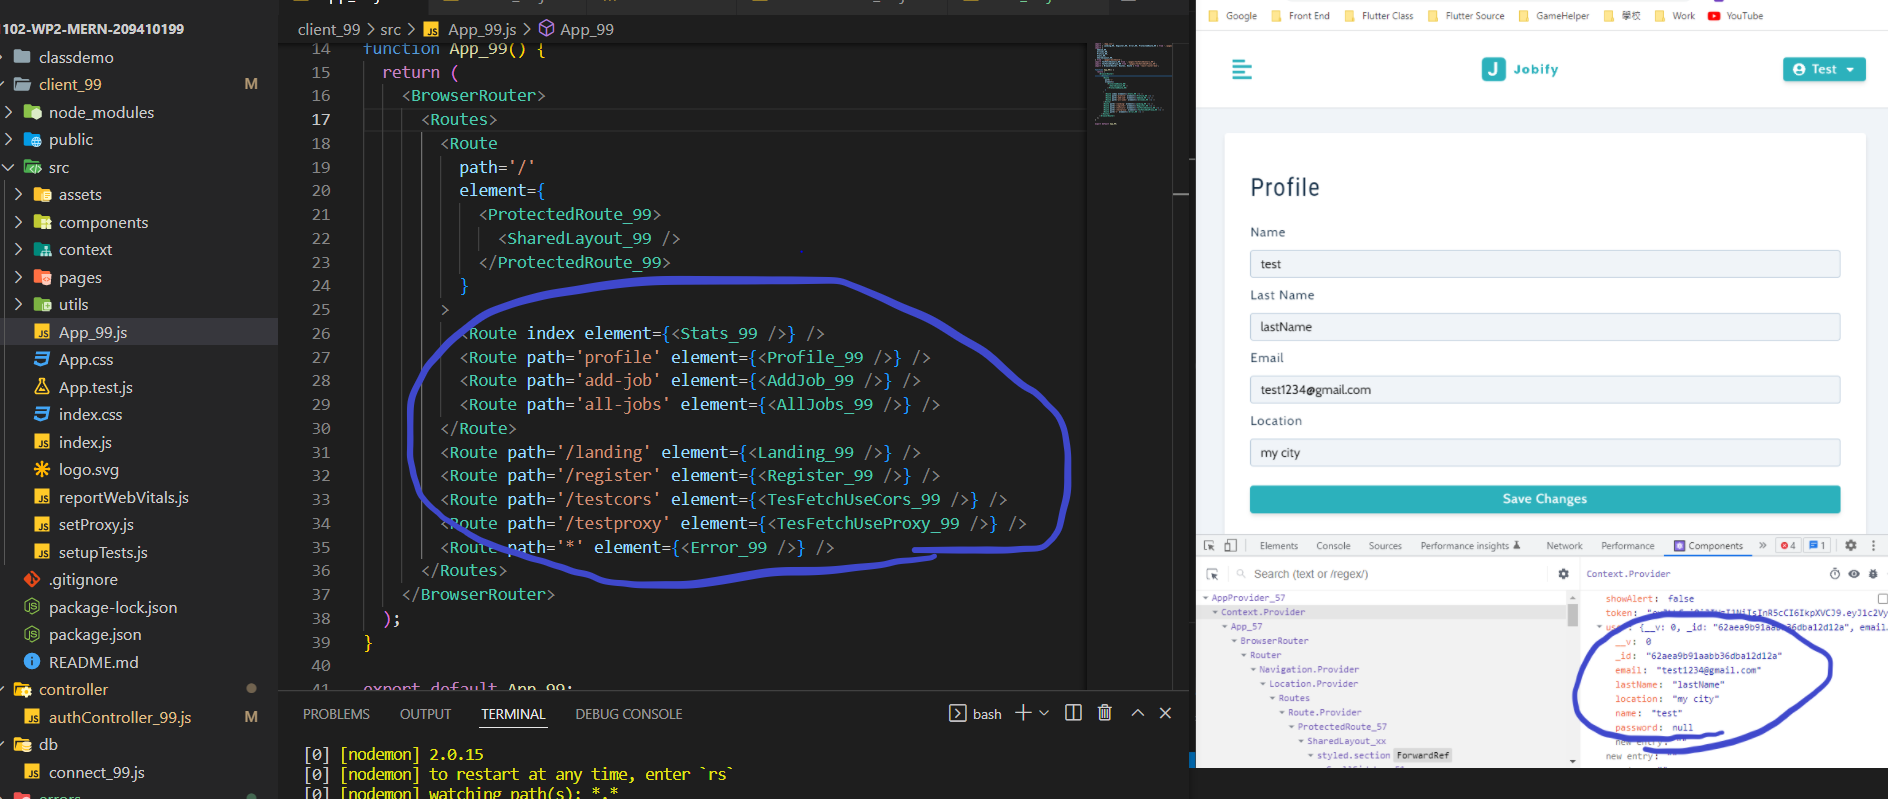 1102-WP2-MERN-209410199
classdemo
client_99 M
node_modules
public
src
assets
components
context
pages
utils
App_99.js
App.css
App.test.js
index.css
index.js
logo.svg
reportWebVitals.js
setProxy.js
setupTests.js
.gitignore
package-lock.json
package.json
README.md
controller
authController_99.js M
db
connect_99.js
errors
client_99 > src > App_99.js > App_99
14 function App_99() {
15 return (
16 <BrowserRouter>
17 <Routes>
18 <Route
19 path='/'
20 element={
21 <ProtectedRoute_99>
22 <SharedLayout_99 />
23 </ProtectedRoute_99>
24 }
25 >
26 <Route index element={<Stats_99 />} />
27 <Route path='profile' element={<Profile_99 />} />
28 <Route path='add-job' element={<AddJob_99 />} />
29 <Route path='all-jobs' element={<AllJobs_99 />} />
30 </Route>
31 <Route path='/landing' element={<Landing_99 />} />
32 <Route path='/register' element={<Register_99 />} />
33 <Route path='/testcors' element={<TesFetchUseCors_99 />} />
34 <Route path='/testproxy' element={<TesFetchUseProxy_99 />} />
35 <Route path='*' element={<Error_99 />} />
36 </Routes>
37 </BrowserRouter>
38 );
39 }
40
41 export default App_99;
PROBLEMS OUTPUT TERMINAL DEBUG CONSOLE bash
[0] [nodemon] 2.0.15
[0] [nodemon] to restart at any time, enter `rs`
[0] [nodemon] watching path(s): *.*
Google Front End Flutter Class Flutter Source GameHelper 學校 Work YouTube
J Jobify Test
Profile
Name
test
Last Name
lastName
Email
test1234@gmail.com
Location
my city
Save Changes
Elements Console Sources Performance insights Network Performance Components » 4 1
Search (text or /regex/)
AppProvider_57
Context.Provider
App_57
BrowserRouter
Router
Navigation.Provider
Location.Provider
Routes
Route.Provider
ProtectedRoute_57
SharedLayout_xx
styled.section ForwardRef
Context.Provider
showAlert: false
token:
user: {__v: 0, _id: "62aea9b91aabb36dba12d12a", email.
__v: 0
_id: "62aea9b91aabb36dba12d12a"
email: "test1234@gmail.com"
lastName: "lastName"
location: "my city"
name: "test"
password: null
new entry: ""
new entry: ""